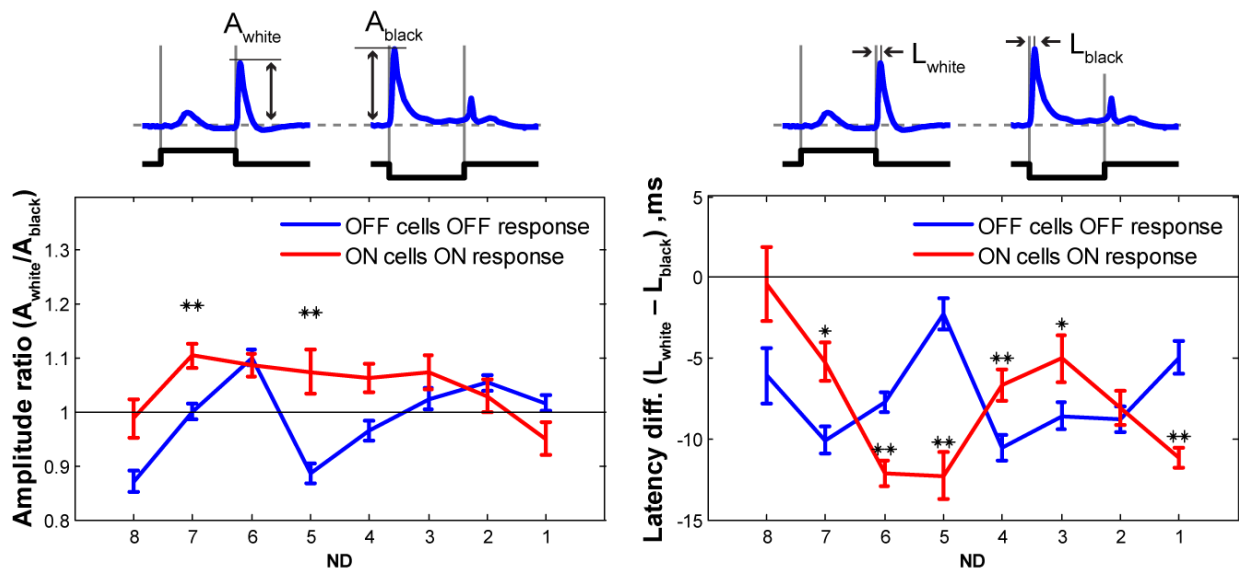 A_white
A_black
L_white
L_black
Amplitude ratio (A_white/A_black)
1.3
1.2
1.1
1
0.9
0.8
OFF cells OFF response
ON cells ON response
**
**
8 7 6 5 4 3 2 1
ND
Latency diff. (L_white – L_black) ,ms
5
0
-5
-10
-15
OFF cells OFF response
ON cells ON response
*
**
**
**
*
**
8 7 6 5 4 3 2 1
ND